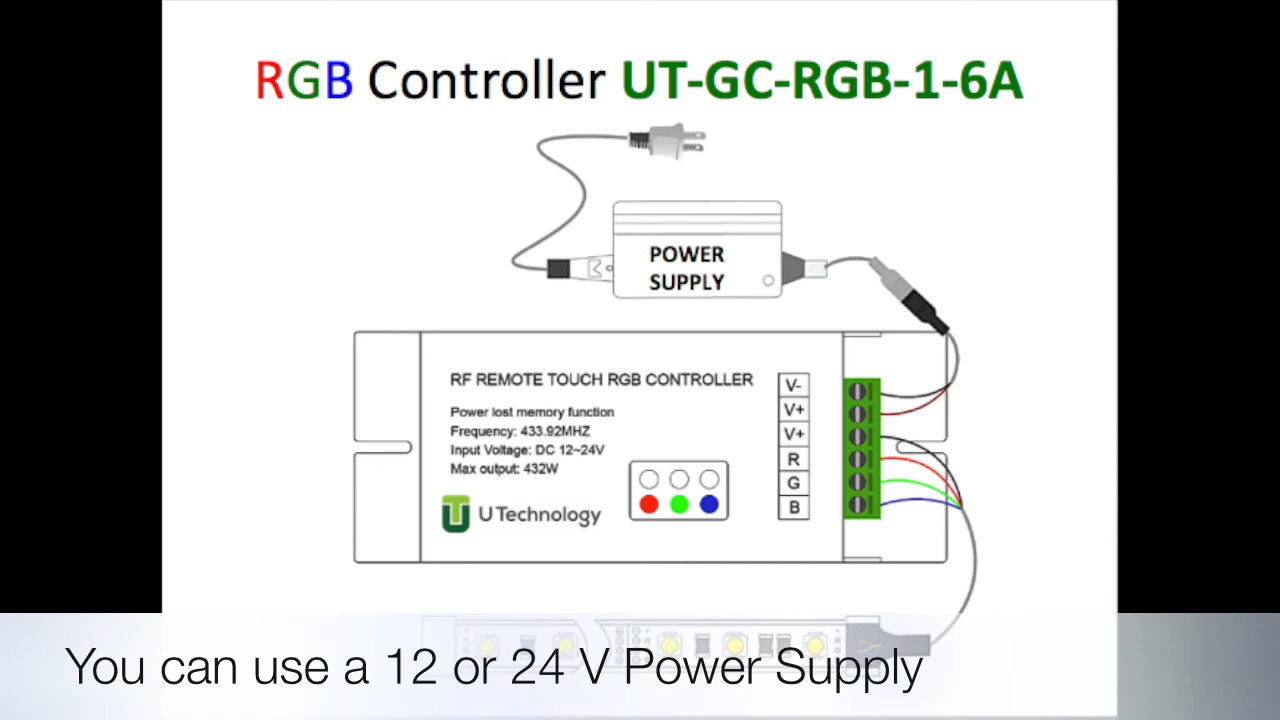 RGB Controller UT-GC-RGB-1-6A
POWER
SUPPLY
RF REMOTE TOUCH RGB CONTROLLER
Power lost memory function
Frequency: 433.92MHZ
Input Voltage: DC 12~24V
Max output: 432W
U Technology
V-
V+
V+
R
G
B
You can use a 12 or 24 V Power Supply